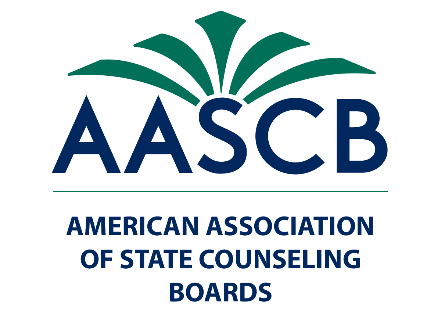 AASCB
AMERICAN ASSOCIATION
OF STATE COUNSELING
BOARDS